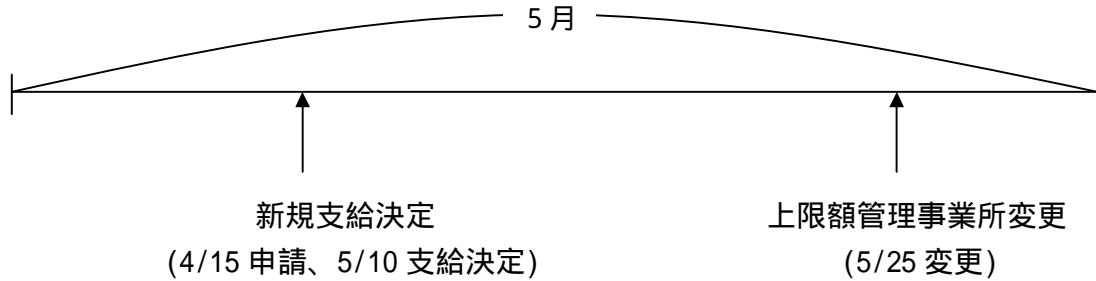 5月
新規支給決定
(4/15 申請、5/10 支給決定)
上限額管理事業所変更
(5/25 変更)